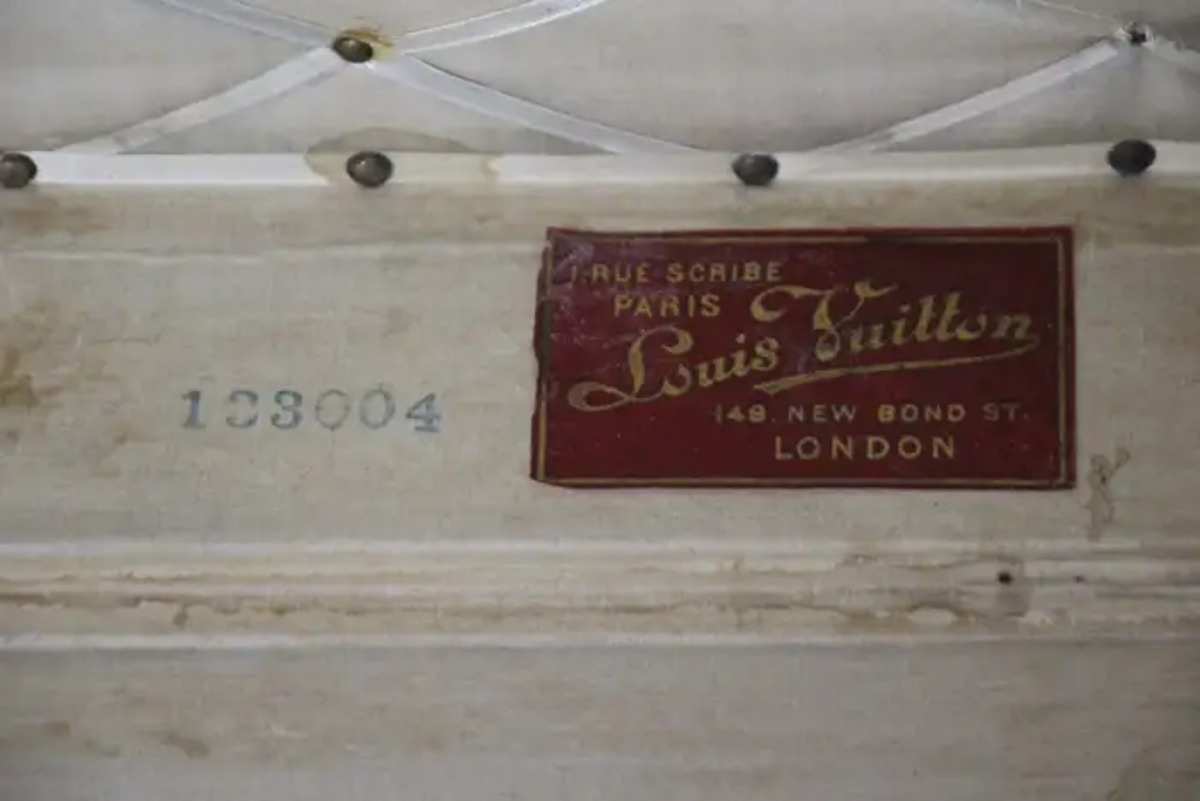 1. RUE SCRIBE
PARIS
Louis Vuitton
149. NEW BOND ST.
LONDON
133004